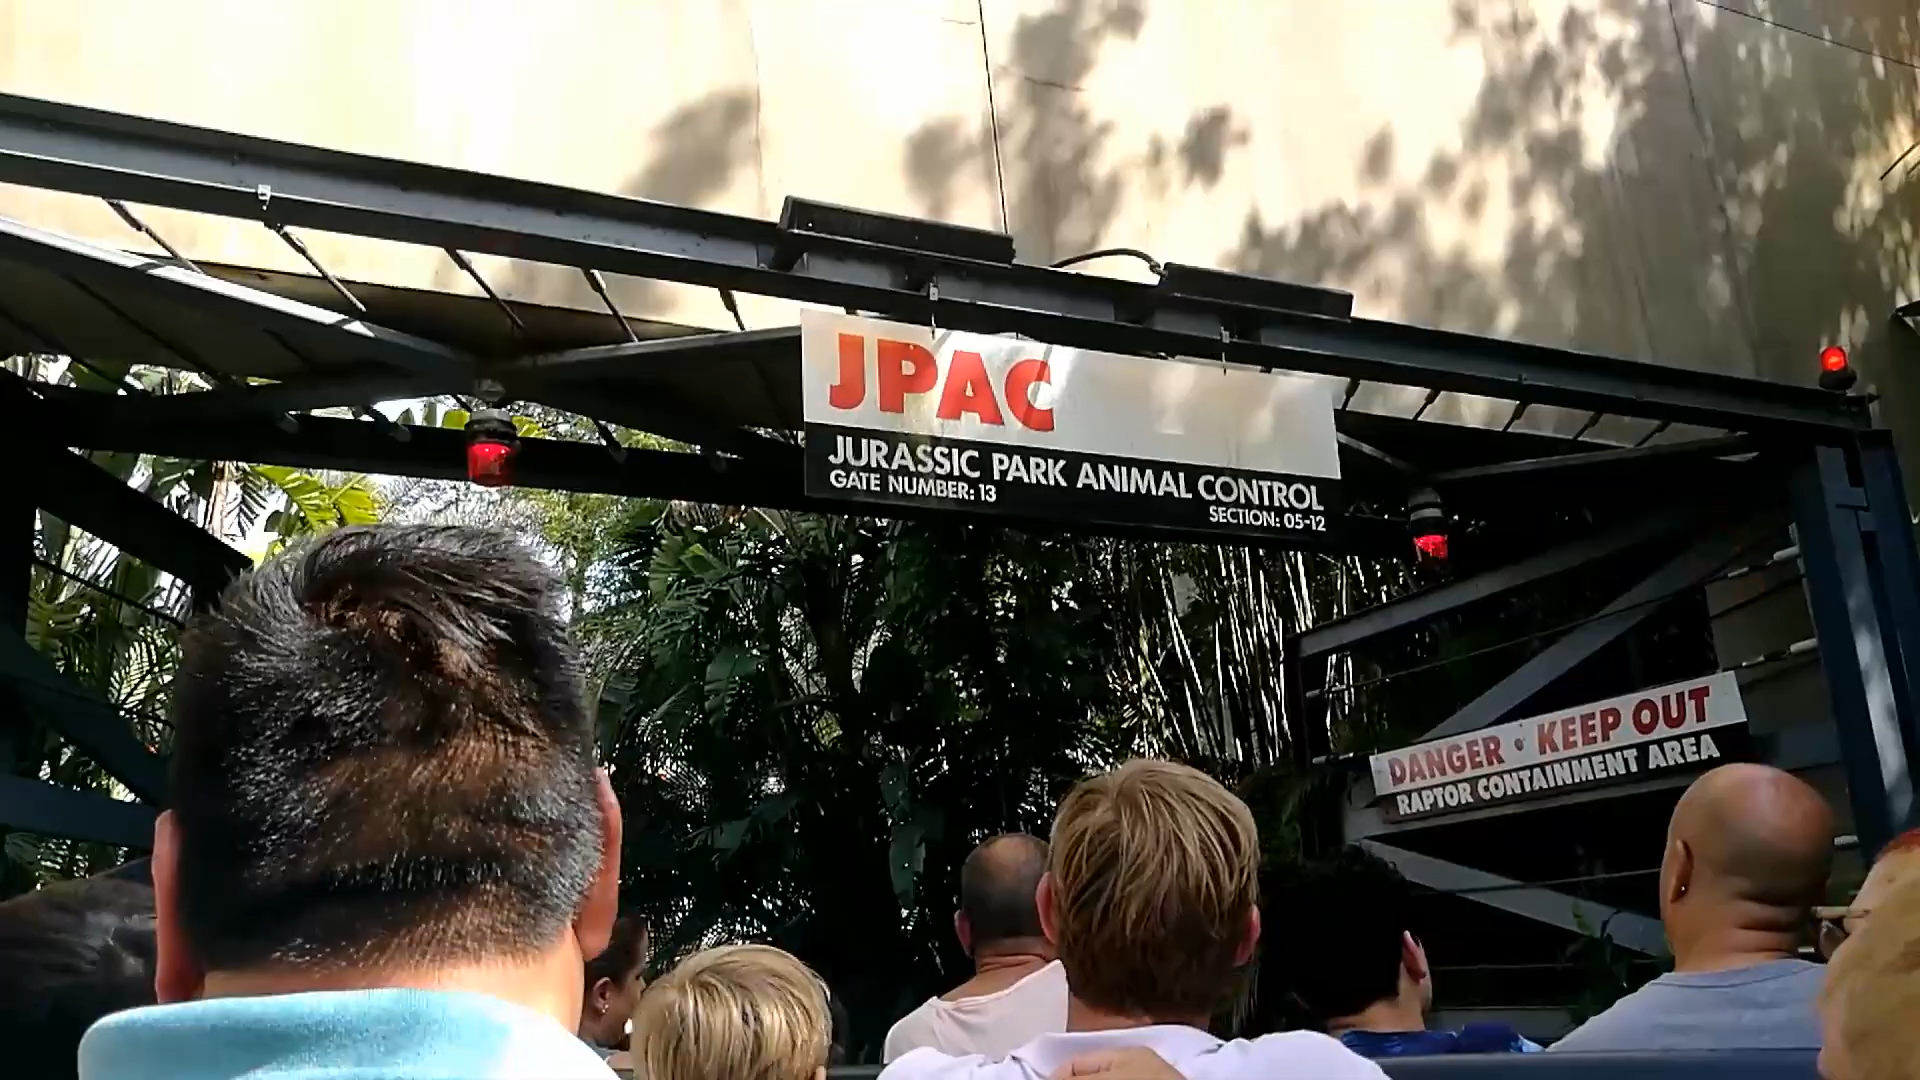 JPAC
JURASSIC PARK ANIMAL CONTROL
GATE NUMBER: 13
SECTION: 05-12
DANGER • KEEP OUT
RAPTOR CONTAINMENT AREA